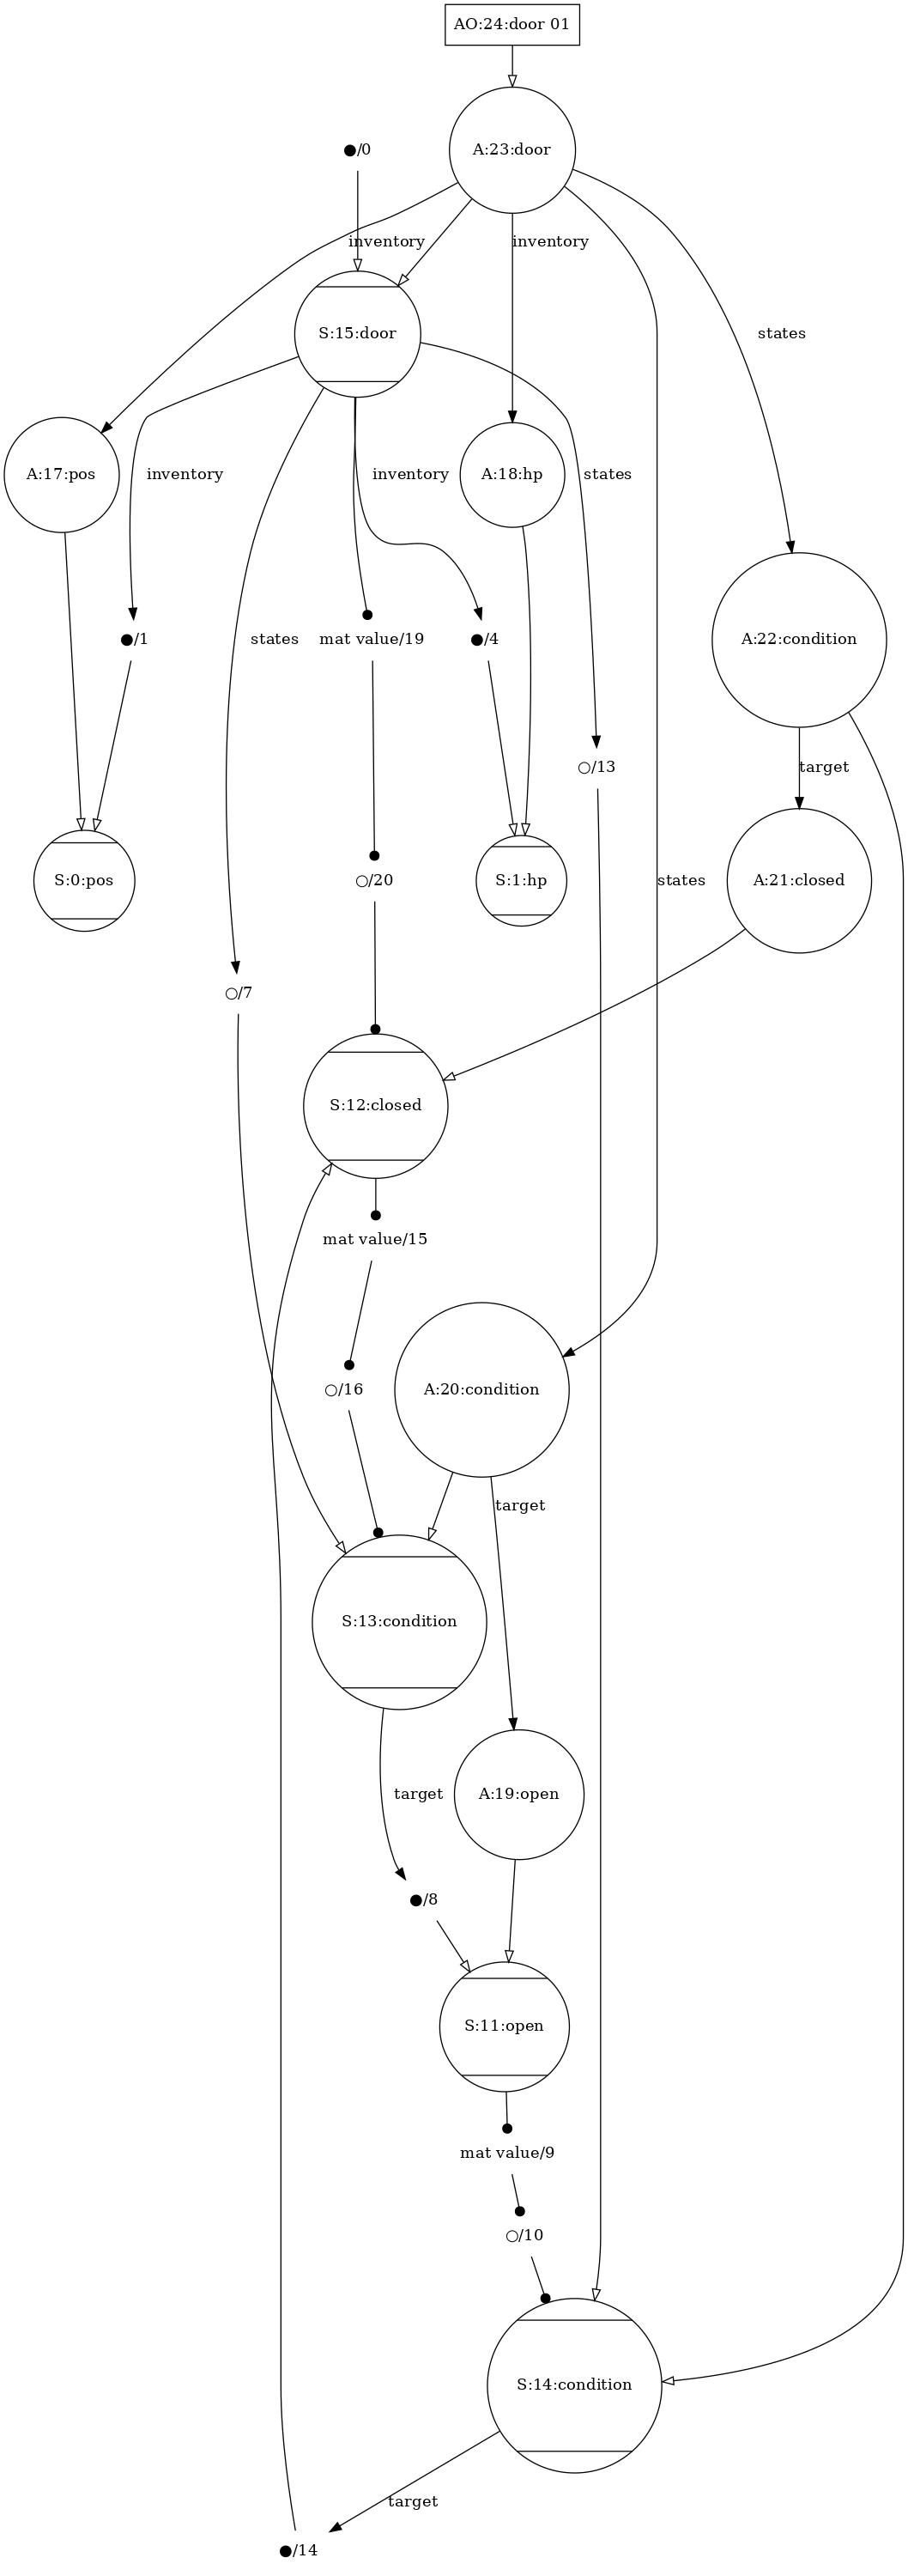 AO:24:door 01
A:23:door
●/0
inventory
inventory
S:15:door
states
A:17:pos
inventory
inventory
A:18:hp
states
states
mat value/19
●/1
●/4
A:22:condition
○/13
target
S:0:pos
○/20
S:1:hp
states
A:21:closed
○/7
S:12:closed
mat value/15
○/16
A:20:condition
target
S:13:condition
target
A:19:open
●/8
S:11:open
mat value/9
○/10
S:14:condition
target
●/14